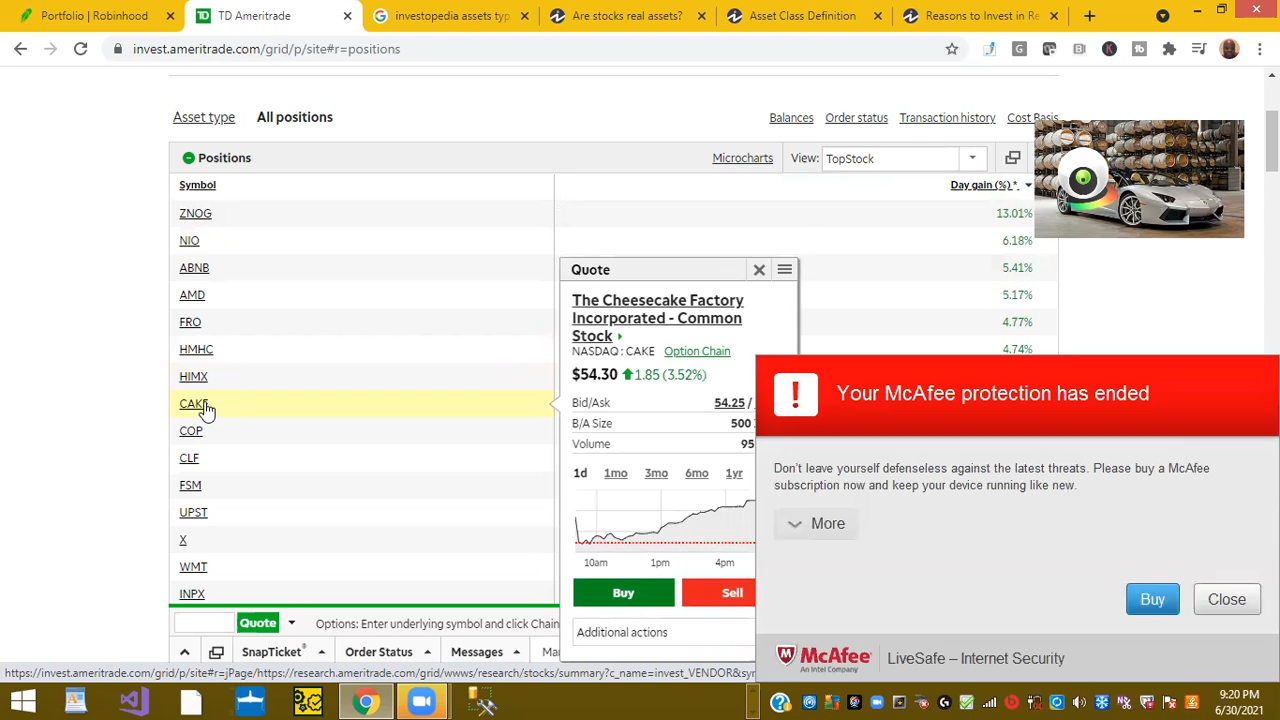 Portfolio | Robinhood
TD Ameritrade
investopedia assets typ
Are stocks real assets?
Asset Class Definition
Reasons to Invest in Re
invest.ameritrade.com/grid/p/site#r=positions
Asset type
All positions
Balances
Order status
Transaction history
Cost Basis
Positions
Microcharts
View:
TopStock
Symbol
Day gain (%) *
ZNOG
13.01%
NIO
6.18%
ABNB
5.41%
AMD
5.17%
FRO
4.77%
HMHC
4.74%
HIMX
CAKE
COP
CLF
FSM
UPST
X
WMT
INPX
Quote
The Cheesecake Factory
Incorporated - Common
Stock
NASDAQ : CAKE
Option Chain
$54.30
1.85 (3.52%)
Bid/Ask
54.25 /
B/A Size
500
Volume
95
1d
1mo
3mo
6mo
1yr
10am
1pm
4pm
Buy
Sell
Additional actions
Your McAfee protection has ended
Don't leave yourself defenseless against the latest threats. Please buy a McAfee
subscription now and keep your device running like new.
More
Buy
Close
McAfee
An Intel Company
LiveSafe – Internet Security
Quote
Options: Enter underlying symbol and click Chain
SnapTicket®
Order Status
Messages
Ma
https://invest.ameritrade.com/grid/p/site#r=jPage/https://research.ameritrade.com/grid/wwws/research/stocks/summary?c_name=invest_VENDOR&syr
9:20 PM
6/30/2021